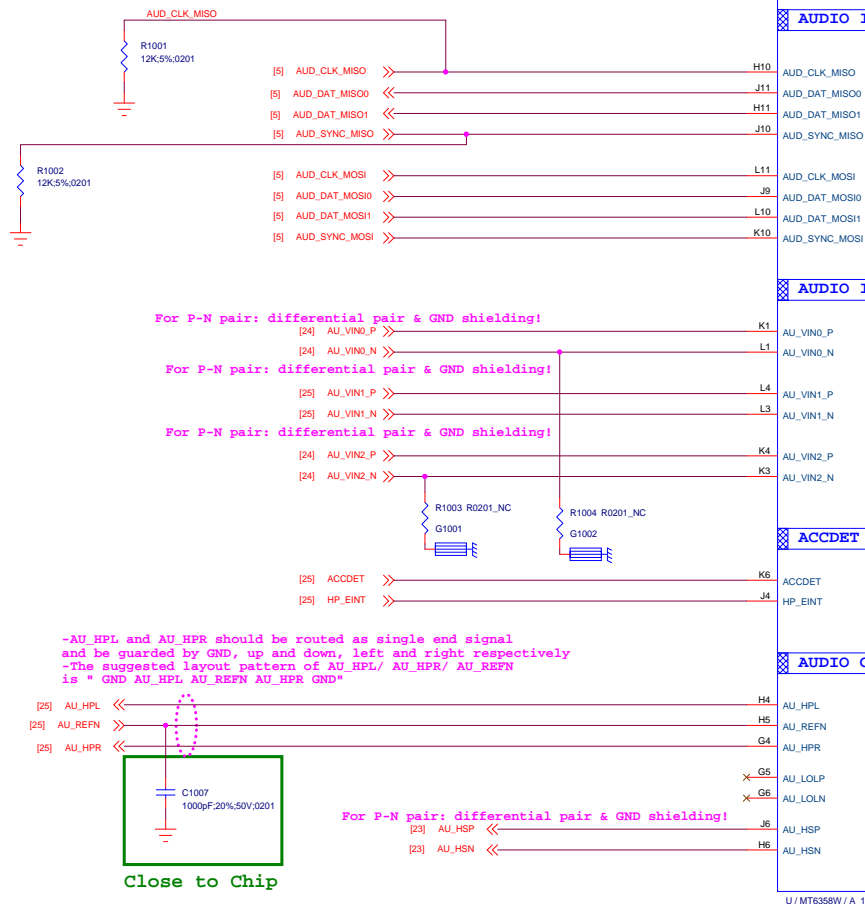 AUD_CLK_MISO
AUDIO I
R1001
12K;5%;0201
[5] AUD_CLK_MISO H10 AUD_CLK_MISO
[5] AUD_DAT_MISO0 J11 AUD_DAT_MISO0
[5] AUD_DAT_MISO1 H11 AUD_DAT_MISO1
[5] AUD_SYNC_MISO J10 AUD_SYNC_MISO
R1002
12K;5%;0201
[5] AUD_CLK_MOSI L11 AUD_CLK_MOSI
[5] AUD_DAT_MOSI0 J9 AUD_DAT_MOSI0
[5] AUD_DAT_MOSI1 L10 AUD_DAT_MOSI1
[5] AUD_SYNC_MOSI K10 AUD_SYNC_MOSI
AUDIO I
For P-N pair: differential pair & GND shielding!
[24] AU_VIN0_P K1 AU_VIN0_P
[24] AU_VIN0_N L1 AU_VIN0_N
For P-N pair: differential pair & GND shielding!
[25] AU_VIN1_P L4 AU_VIN1_P
[25] AU_VIN1_N L3 AU_VIN1_N
For P-N pair: differential pair & GND shielding!
[24] AU_VIN2_P K4 AU_VIN2_P
[24] AU_VIN2_N K3 AU_VIN2_N
R1003 R0201_NC
G1001
R1004 R0201_NC
G1002
ACCDET
[25] ACCDET K6 ACCDET
[25] HP_EINT J4 HP_EINT
-AU_HPL and AU_HPR should be routed as single end signal
and be guarded by GND, up and down, left and right respectively
-The suggested layout pattern of AU_HPL/ AU_HPR/ AU_REFN
is " GND AU_HPL AU_REFN AU_HPR GND"
AUDIO O
[25] AU_HPL H4 AU_HPL
[25] AU_REFN H5 AU_REFN
[25] AU_HPR G4 AU_HPR
G5 AU_LOLP
G6 AU_LOLN
C1007
1000pF;20%;50V;0201
For P-N pair: differential pair & GND shielding!
[23] AU_HSP J6 AU_HSP
[23] AU_HSN H6 AU_HSN
Close to Chip
U / MT6358W / A_1